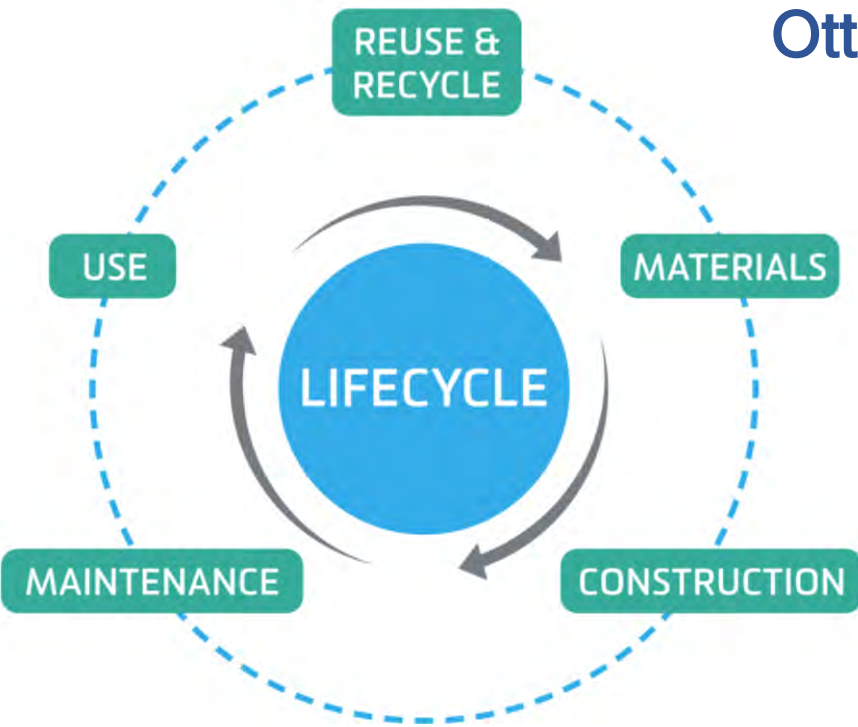 Ott
REUSE &
RECYCLE
USE
MATERIALS
LIFECYCLE
MAINTENANCE
CONSTRUCTION